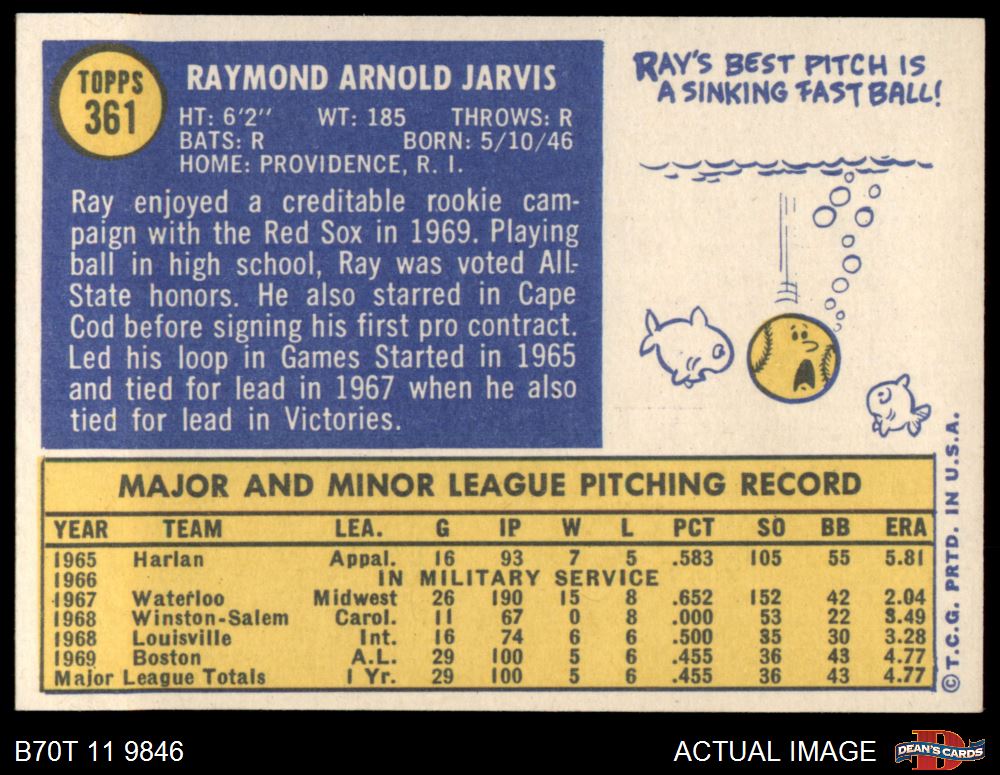 TOPPS
361
RAYMOND ARNOLD JARVIS
HT: 6'2" WT: 185 THROWS: R
BATS: R BORN: 5/10/46
HOME: PROVIDENCE, R. I.
Ray enjoyed a creditable rookie cam-
paign with the Red Sox in 1969. Playing
ball in high school, Ray was voted All-
State honors. He also starred in Cape
Cod before signing his first pro contract.
Led his loop in Games Started in 1965
and tied for lead in 1967 when he also
tied for lead in Victories.
RAY'S BEST PITCH IS
A SINKING FAST BALL!
MAJOR AND MINOR LEAGUE PITCHING RECORD
YEAR TEAM LEA. G IP W L PCT SO BB ERA
1965 Harlan Appal. 16 93 7 5 .583 105 55 5.81
1966 IN MILITARY SERVICE
1967 Waterloo Midwest 26 190 15 8 .652 152 42 2.04
1968 Winston-Salem Carol. 11 67 0 8 .000 53 22 3.49
1968 Louisville Int. 16 74 6 6 .500 35 30 3.28
1969 Boston A.L. 29 100 5 6 .455 36 43 4.77
Major League Totals 1 Yr. 29 100 5 6 .455 36 43 4.77
© T.C.G. PRTD. IN U.S.A.
B70T 11 9846
ACTUAL IMAGE
DEAN'S CARDS